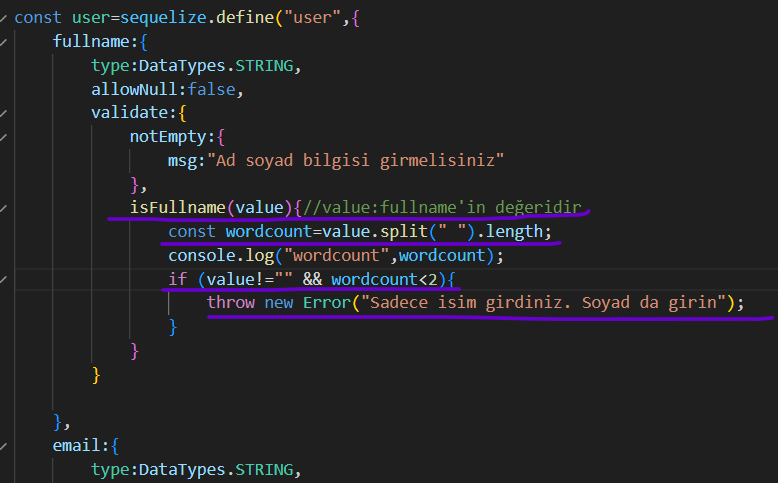 const user=sequelize.define("user",{
fullname:{
type:DataTypes.STRING,
allowNull:false,
validate:{
notEmpty:{
msg:"Ad soyad bilgisi girmelisiniz"
},
isFullname(value){//value:fullname'in değeridir
const wordcount=value.split(" ").length;
console.log("wordcount",wordcount);
if (value!="" && wordcount<2){
throw new Error("Sadece isim girdiniz. Soyad da girin");
}
}
}
},
email:{
type:DataTypes.STRING,